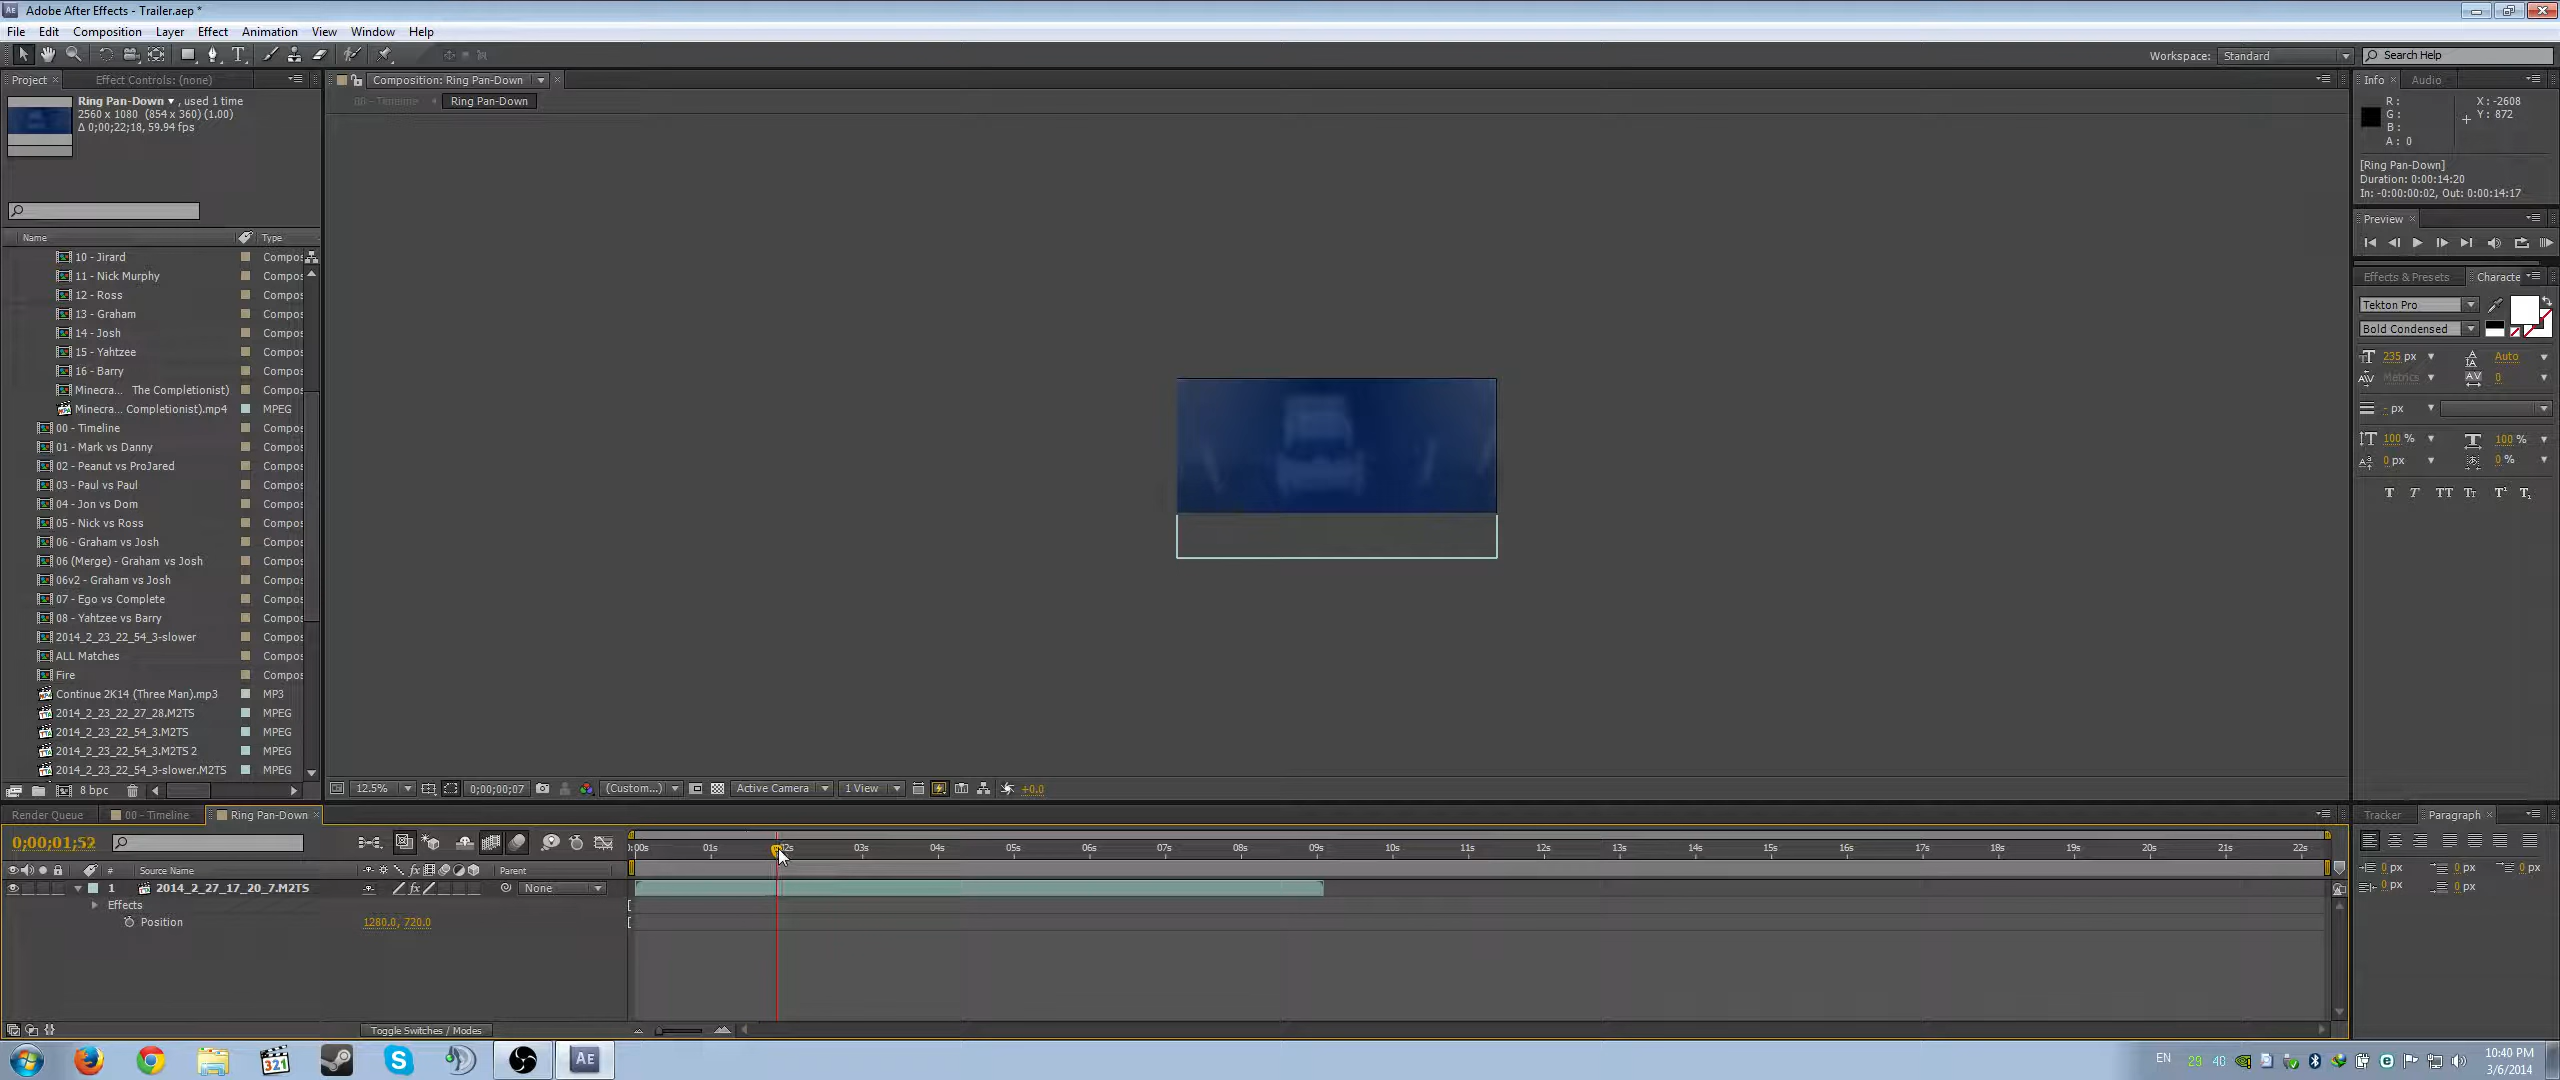 Adobe After Effects - Trailer.aep *
File Edit Composition Layer Effect Animation View Window Help
Workspace: Standard Search Help
Project Effect Controls: (none)
Composition: Ring Pan-Down
00 - Timeline Ring Pan-Down
Ring Pan-Down , used 1 time
2560 x 1080 (854 x 360) (1.00)
Δ 0;00;22;18, 59.94 fps
Name Type
10 - Jirard Compos
11 - Nick Murphy Compos
12 - Ross Compos
13 - Graham Compos
14 - Josh Compos
15 - Yahtzee Compos
16 - Barry Compos
Minecra... The Completionist) Compos
Minecra... Completionist).mp4 MPEG
00 - Timeline Compos
01 - Mark vs Danny Compos
02 - Peanut vs ProJared Compos
03 - Paul vs Paul Compos
04 - Jon vs Dom Compos
05 - Nick vs Ross Compos
06 - Graham vs Josh Compos
06 (Merge) - Graham vs Josh Compos
06v2 - Graham vs Josh Compos
07 - Ego vs Complete Compos
08 - Yahtzee vs Barry Compos
2014_2_23_22_54_3-slower Compos
ALL Matches Compos
Fire Compos
Continue 2K14 (Three Man).mp3 MP3
2014_2_23_22_27_28.M2TS MPEG
2014_2_23_22_54_3.M2TS MPEG
2014_2_23_22_54_3.M2TS 2 MPEG
2014_2_23_22_54_3-slower.M2TS MPEG
8 bpc
12.5% 0;00;00;07 (Custom...) Active Camera 1 View +0.0
Info Audio
R: X: -2608
G: Y: 872
B:
A: 0
[Ring Pan-Down]
Duration: 0:00:14:20
In: -0:00:00:02, Out: 0:00:14:17
Preview
Effects & Presets Characte
Tekton Pro
Bold Condensed
235 px Auto
Metrics 0
- px
100 % 100 %
0 px 0 %
T T TT Tt T¹ T₁
Render Queue 00 - Timeline Ring Pan-Down
0;00;01;52
:00s 01s 02s 03s 04s 05s 06s 07s 08s 09s 10s 11s 12s 13s 14s 15s 16s 17s 18s 19s 20s 21s 22s
# Source Name Parent
1 2014_2_27_17_20_7.M2TS None
Effects
Position 1280.0, 720.0
Toggle Switches / Modes
Tracker Paragraph
0 px 0 px 0 px
0 px 0 px
321 AE EN 29 40 10:40 PM
3/6/2014